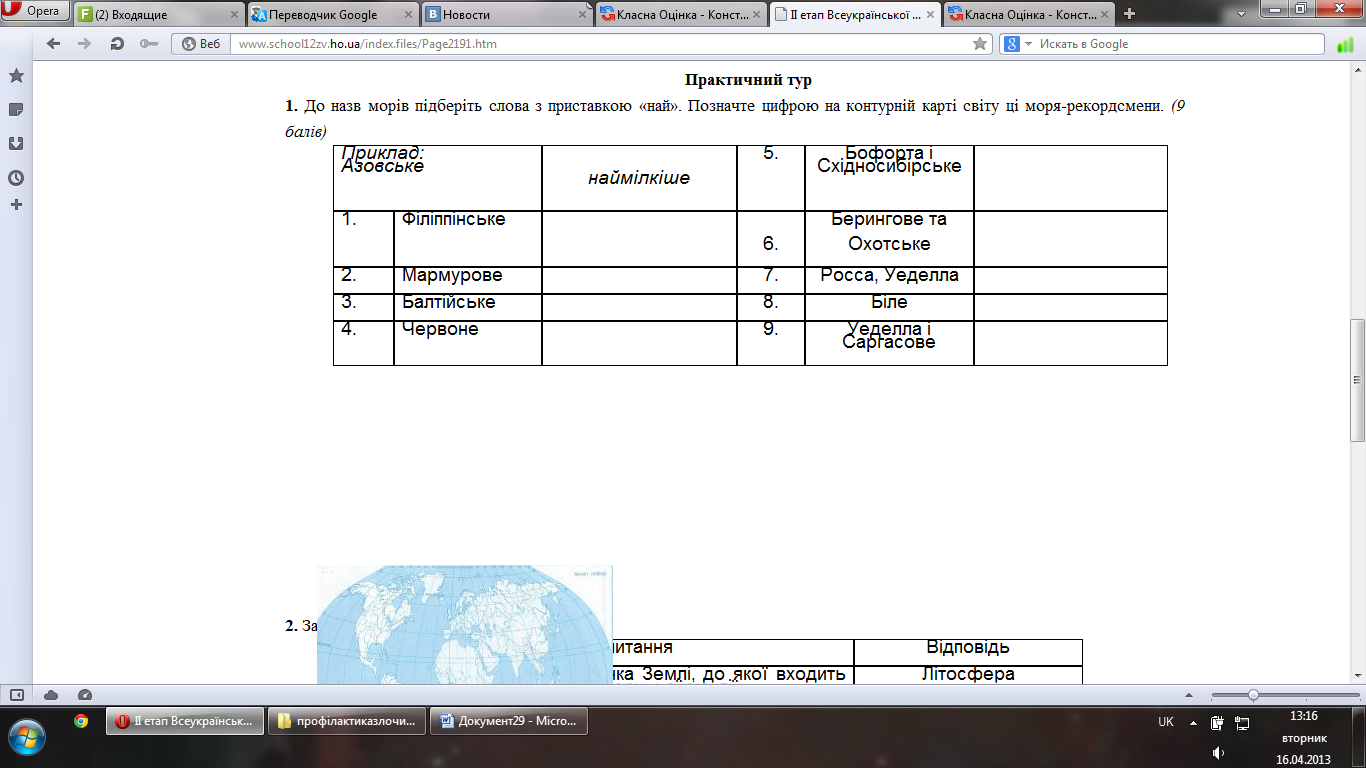 Opera
(2) Входящие
Переводчик Google
Новости
Класна Оцінка - Конст...
ІІ етап Всеукраїнської ...
Класна Оцінка - Конст...
Веб
www.school12zv.ho.ua/index.files/Page2191.htm
Искать в Google
Практичний тур
1. До назв морів підберіть слова з приставкою «най». Позначте цифрою на контурній карті світу ці моря-рекордсмени. (9
балів)
Приклад:
Азовське
наймілкіше
5.
Бофорта і
Східносибірське
1.
Філіппінське
6.
Берингове та
Охотське
2.
Мармурове
7.
Росса, Уеделла
3.
Балтійське
8.
Біле
4.
Червоне
9.
Уеделла і
Саргасове
2. За
питання
Відповідь
нка Землі, до якої входить
Літосфера
ІІ етап Всеукраїнськ...
профілактиказлочи...
Документ29 - Micro...
UK
13:16
вторник
16.04.2013